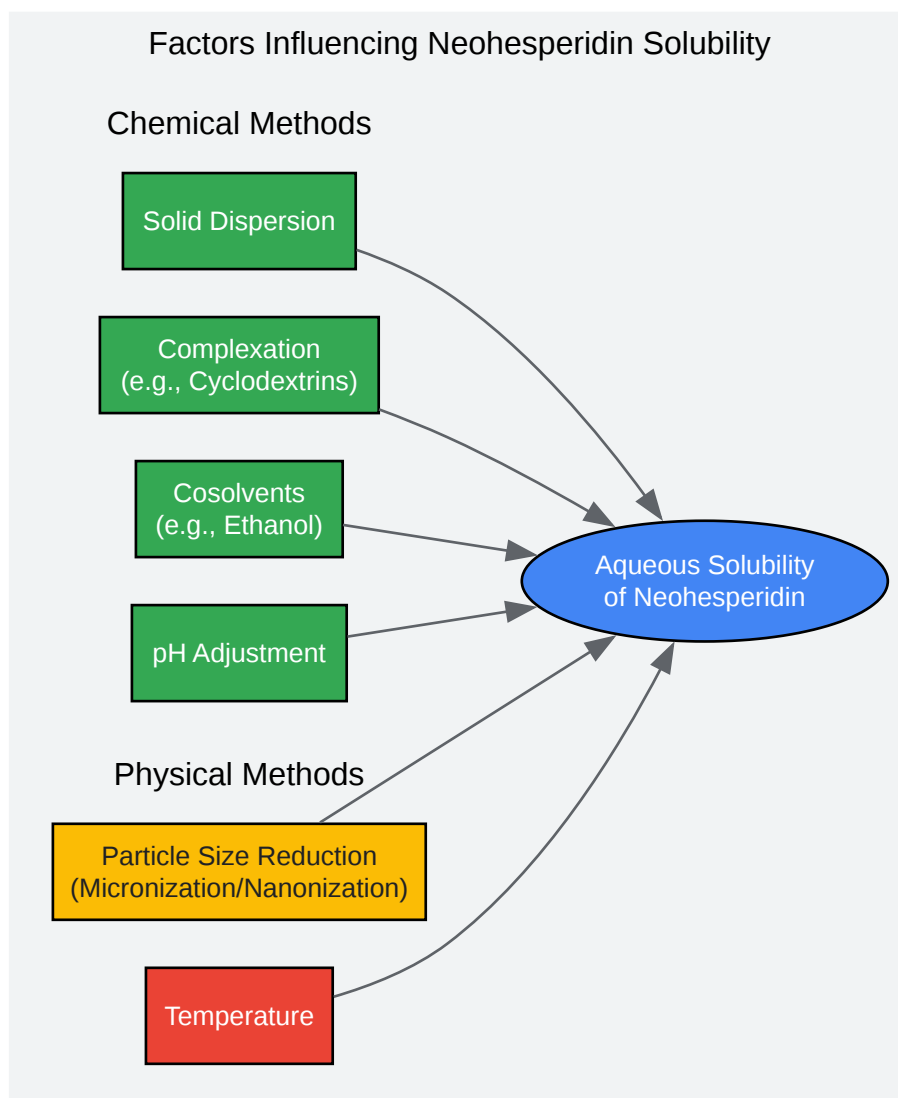 Factors Influencing Neohesperidin Solubility
Chemical Methods
Solid Dispersion
Complexation
(e.g., Cyclodextrins)
Cosolvents
(e.g., Ethanol)
pH Adjustment
Aqueous Solubility
of Neohesperidin
Physical Methods
Particle Size Reduction
(Micronization/Nanonization)
Temperature